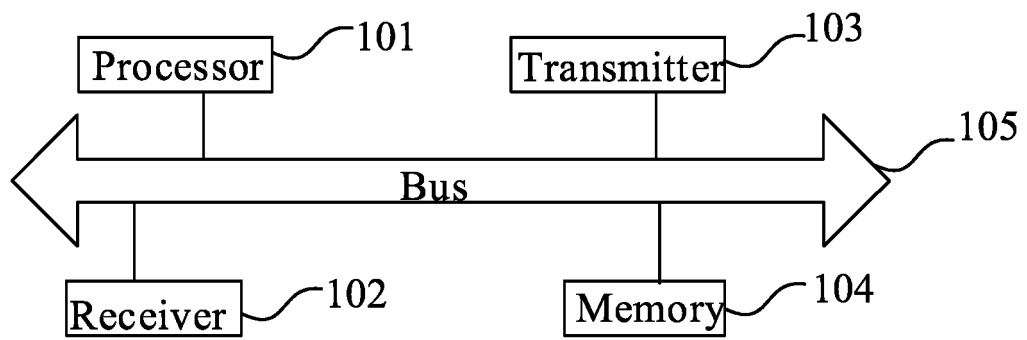 Processor
101
Transmitter
103
105
Bus
Receiver
102
Memory
104